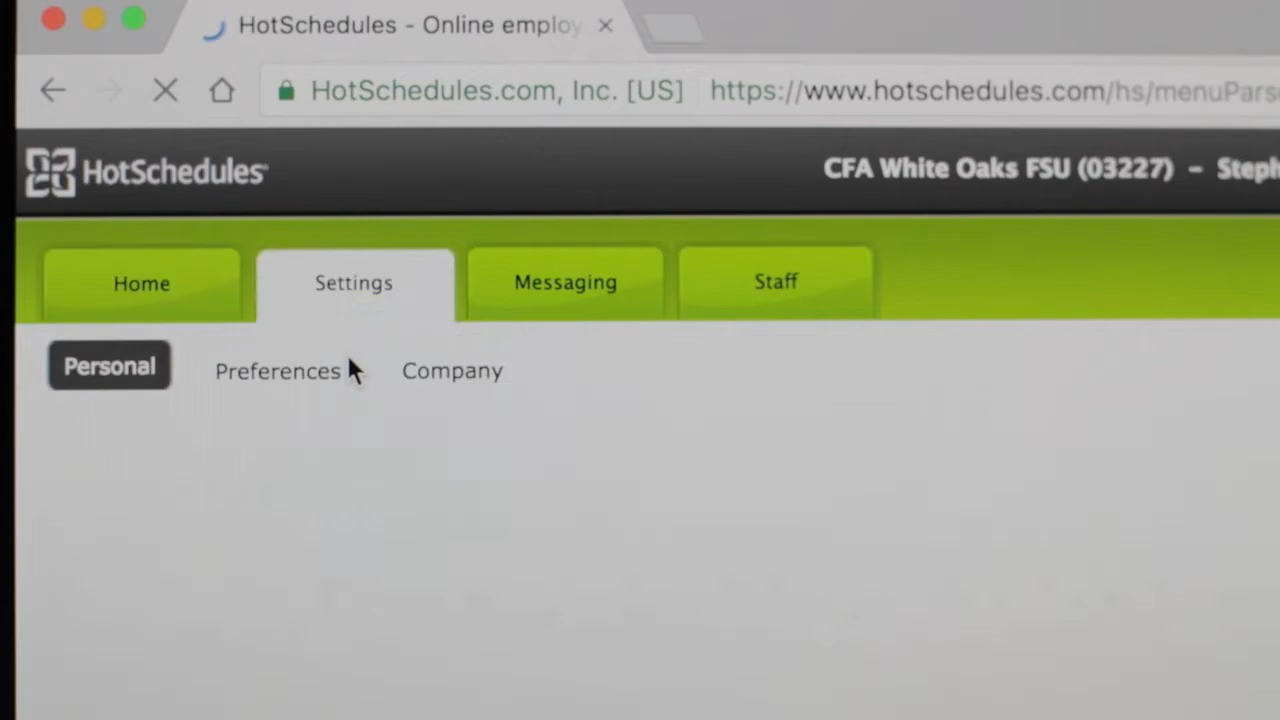 HotSchedules - Online employ
HotSchedules.com, Inc. [US] https://www.hotschedules.com/hs/menuPars
HotSchedules
CFA White Oaks FSU (03227) – Steph
Home Settings Messaging Staff
Personal Preferences Company